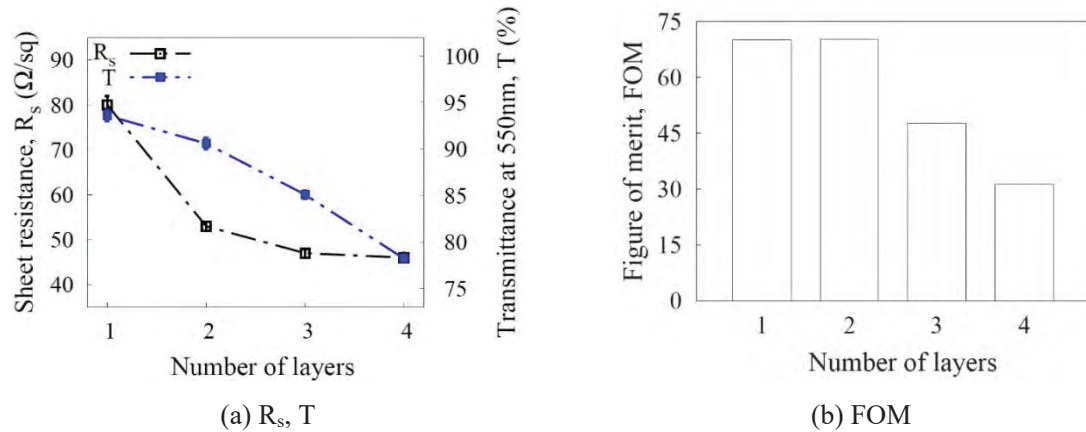 Sheet resistance, Rₛ (Ω/sq)
90
80
70
60
50
40
Rₛ
T
1 2 3 4
Number of layers
100
95
90
85
80
75
Transmittance at 550nm, T (%)
(a) Rₛ, T
Figure of merit, FOM
75
60
45
30
15
0
1 2 3 4
Number of layers
(b) FOM